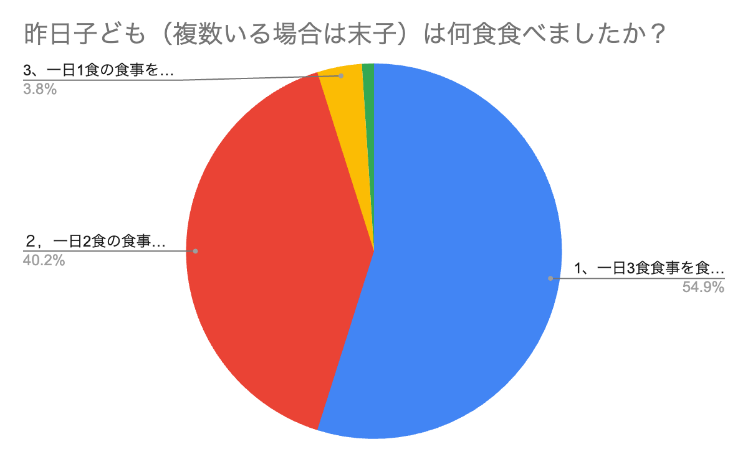 昨日子ども（複数いる場合は末子）は何食食べましたか？
3、一日1食の食事を…
3.8%
２，一日2食の食事…
40.2%
1、一日3食食事を食…
54.9%